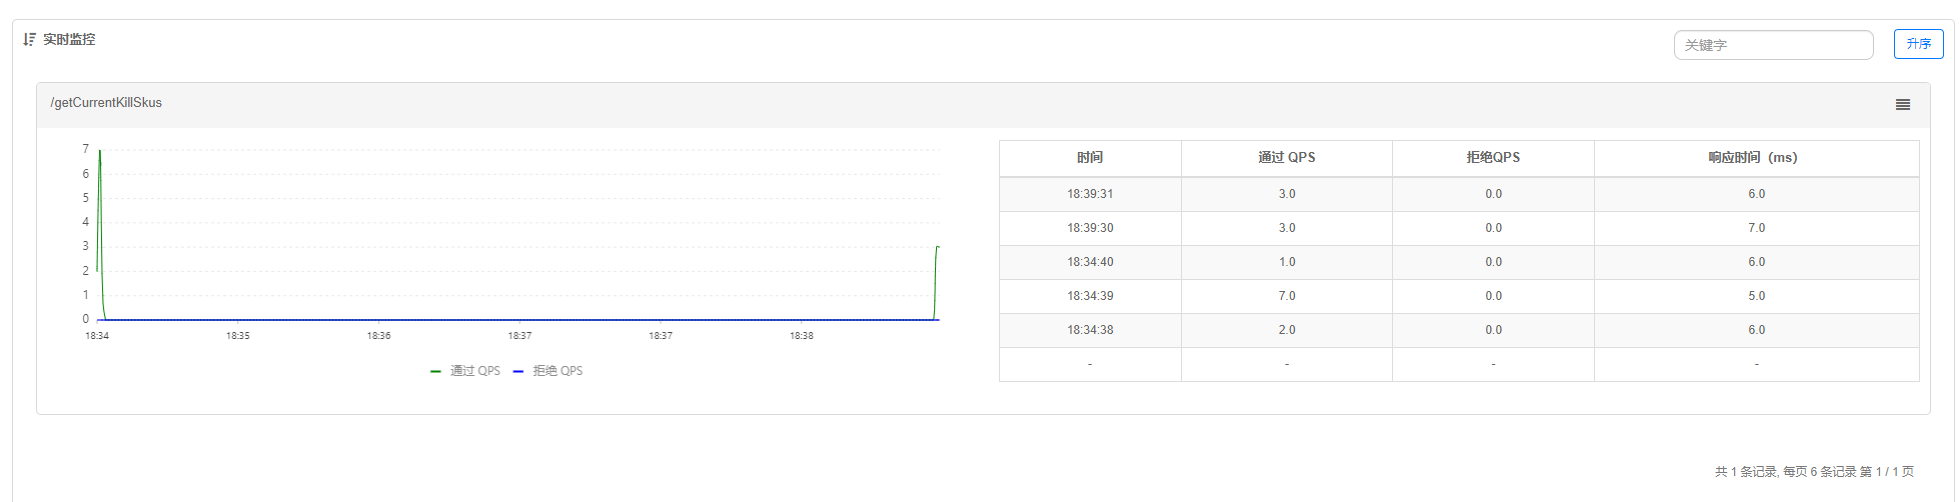 实时监控
关键字
升序
/getCurrentKillSkus
7
6
5
4
3
2
1
0
18:34 18:35 18:36 18:37 18:37 18:38
通过 QPS 拒绝 QPS
时间 通过 QPS 拒绝QPS 响应时间（ms）
18:39:31 3.0 0.0 6.0
18:39:30 3.0 0.0 7.0
18:34:40 1.0 0.0 6.0
18:34:39 7.0 0.0 5.0
18:34:38 2.0 0.0 6.0
- - - -
共 1 条记录, 每页 6 条记录 第 1 / 1 页